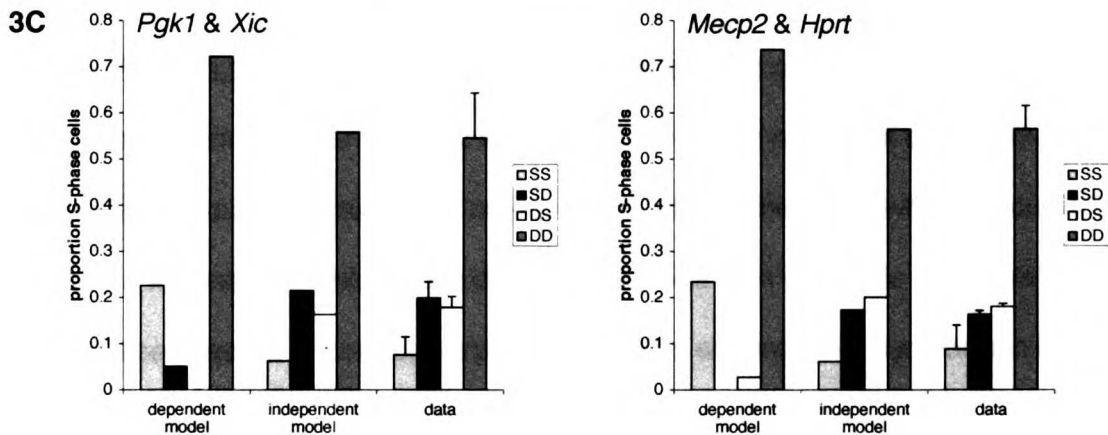 3C
Pgk1 & Xic
proportion S-phase cells
0.8
0.7
0.6
0.5
0.4
0.3
0.2
0.1
0
dependent model
independent model
data
SS
SD
DS
DD
Mecp2 & Hprt
proportion S-phase cells
0.8
0.7
0.6
0.5
0.4
0.3
0.2
0.1
0
dependent model
independent model
data
SS
SD
DS
DD